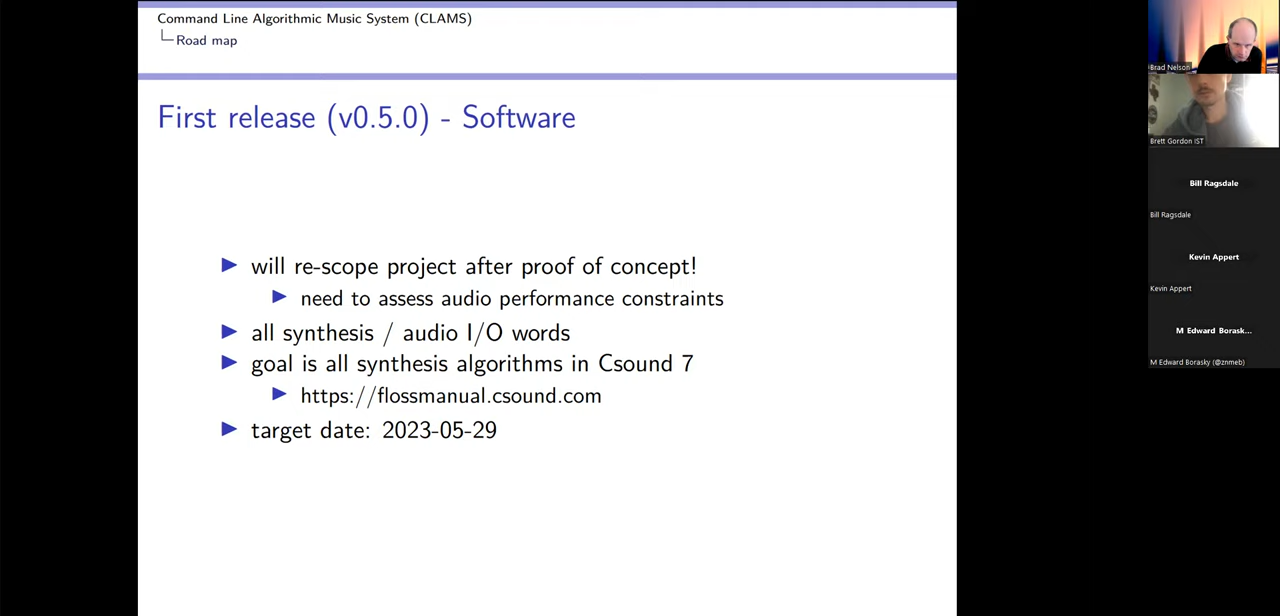 Command Line Algorithmic Music System (CLAMS)
Road map
First release (v0.5.0) - Software
will re-scope project after proof of concept!
need to assess audio performance constraints
all synthesis / audio I/O words
goal is all synthesis algorithms in Csound 7
https://flossmanual.csound.com
target date: 2023-05-29
Brad Nelson
Brett Gordon IST
Bill Ragsdale
Bill Ragsdale
Kevin Appert
Kevin Appert
M Edward Borask...
M Edward Borasky (@znmeb)